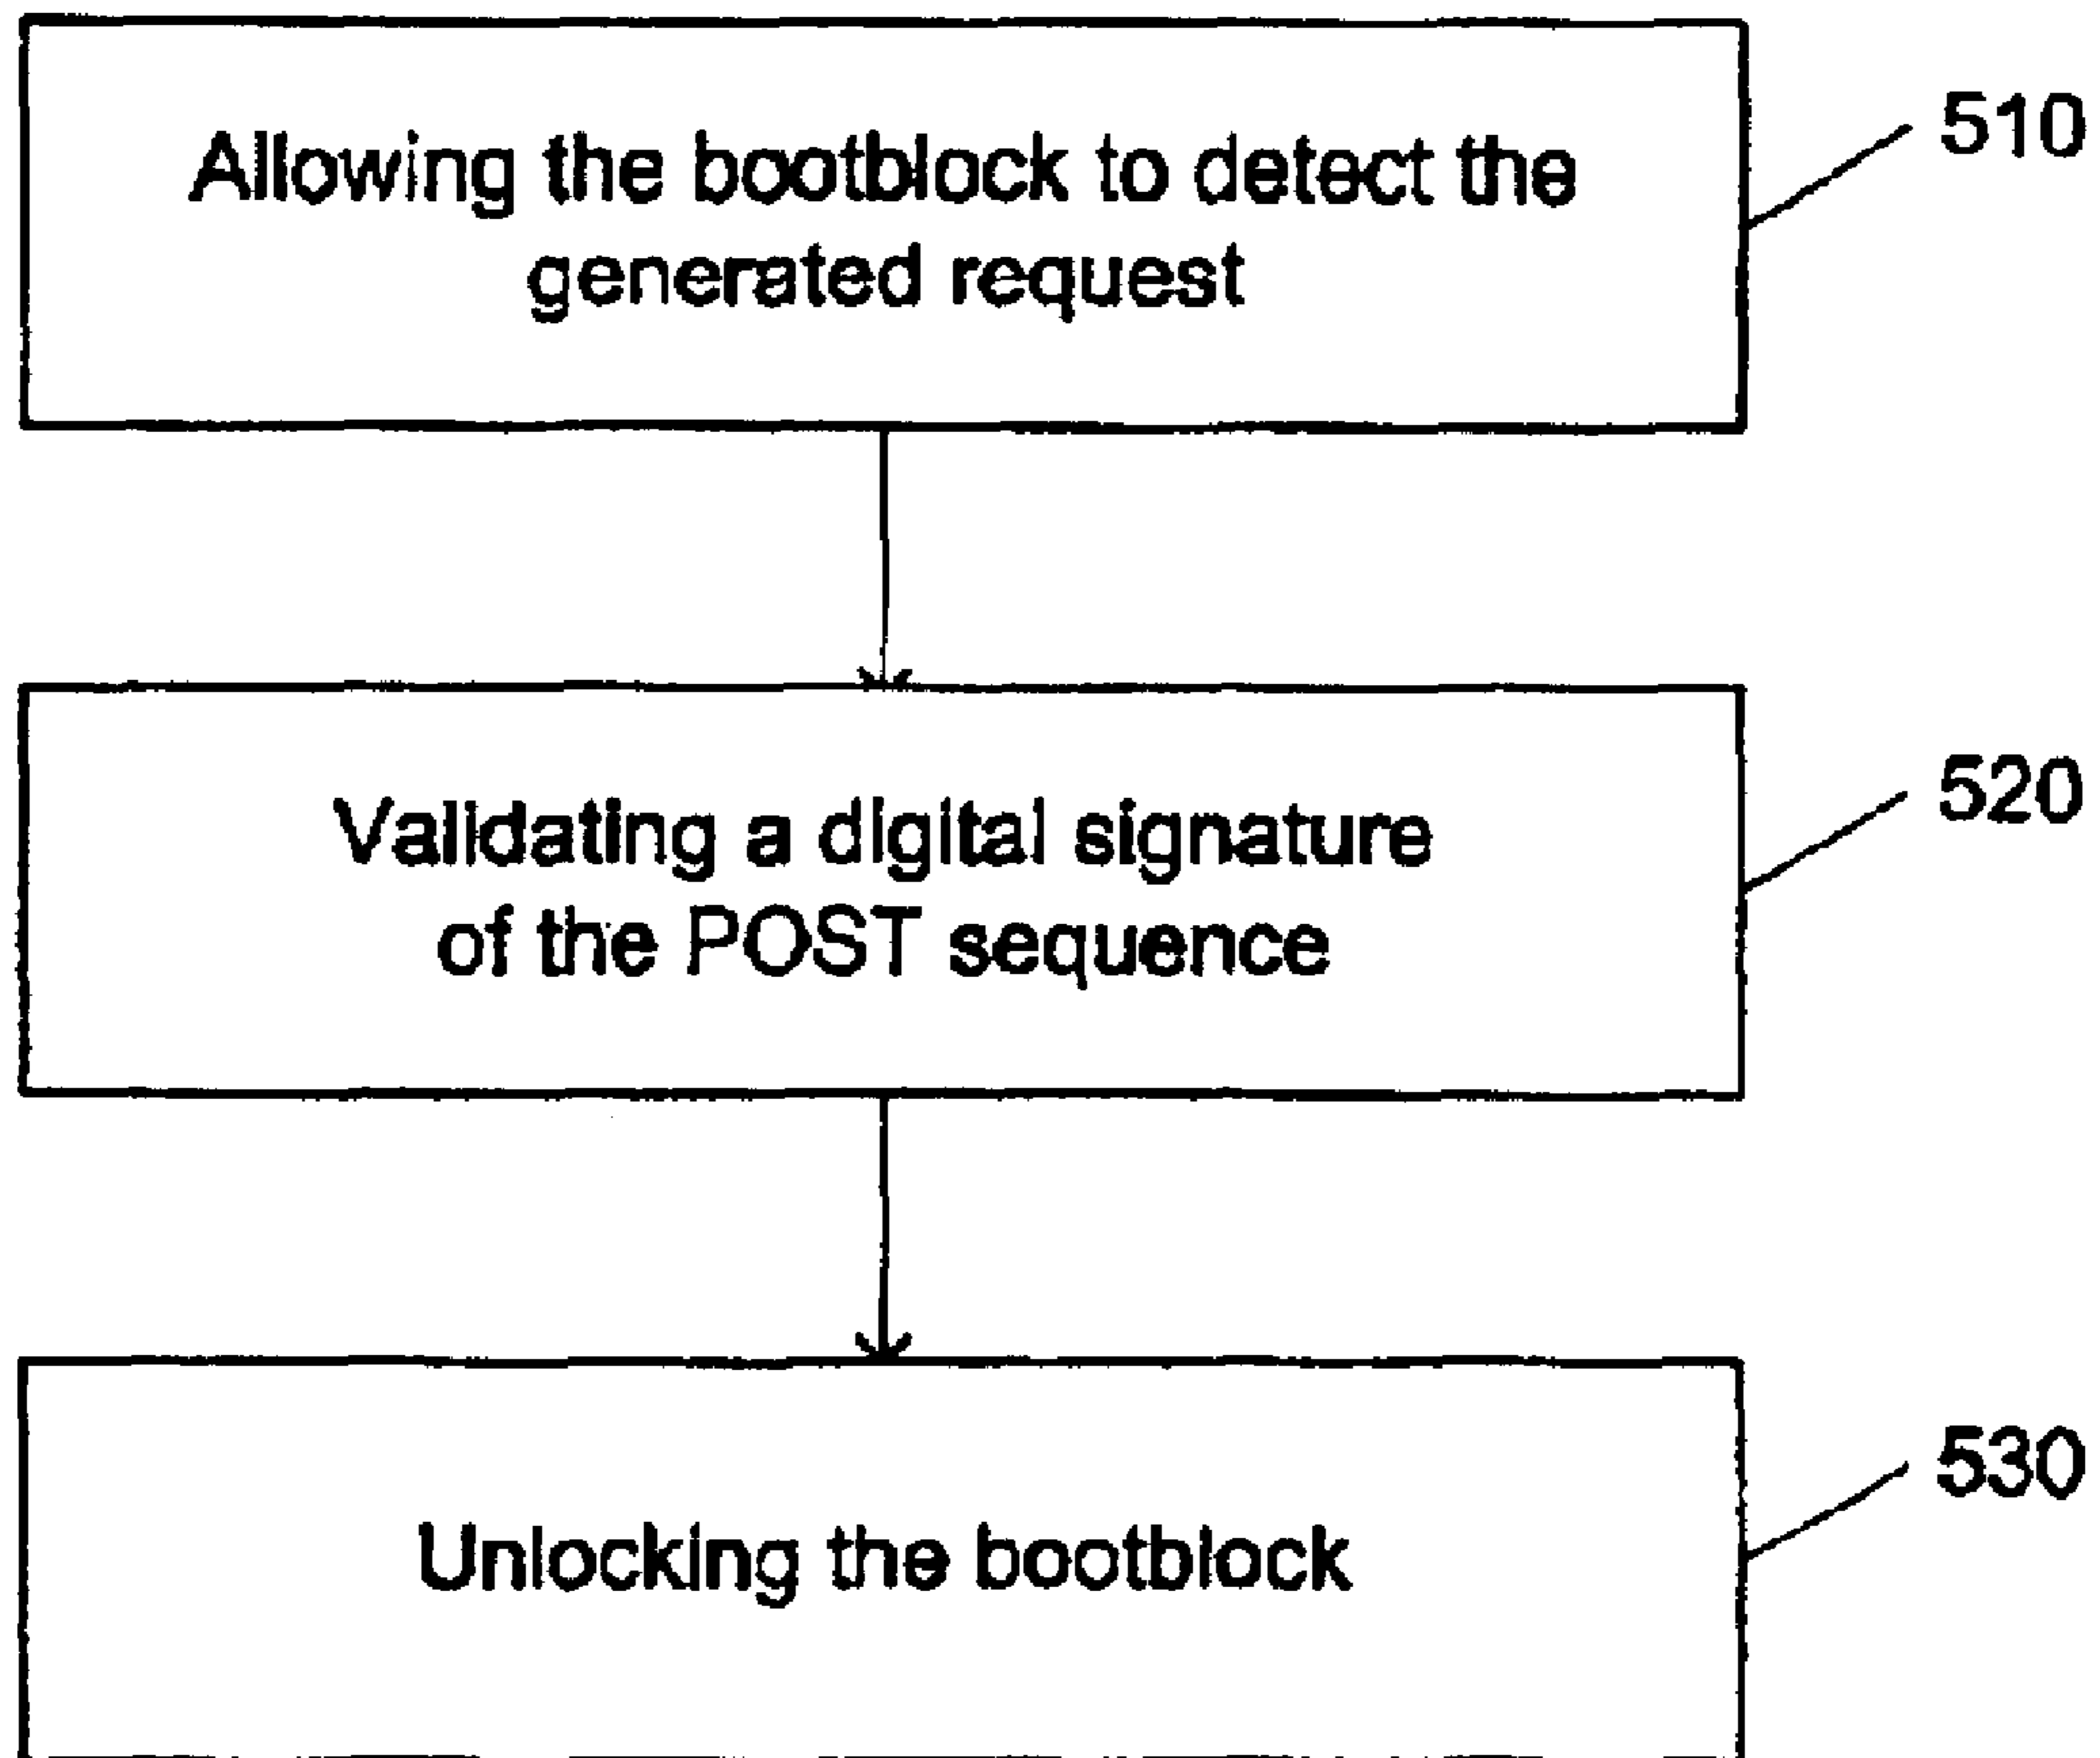 Allowing the bootblock to detect the
generated request
510
Validating a digital signature
of the POST sequence
520
Unlocking the bootblock
530